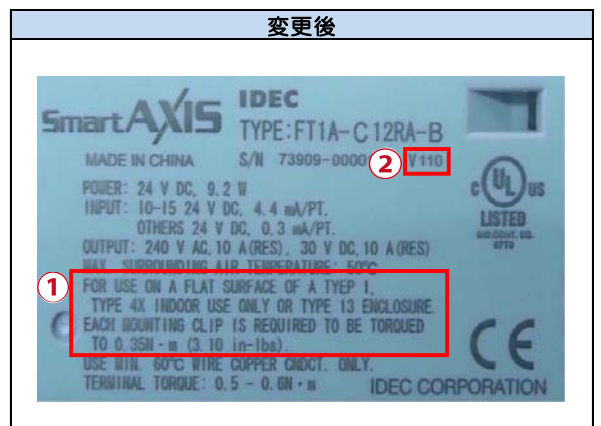 変更後
SmartAXIS
IDEC
TYPE:FT1A-C12RA-B
MADE IN CHINA
S/N 73909-0000
② V110
POWER: 24 V DC, 9.2 W
INPUT: 10-15 24 V DC, 4.4 mA/PT.
OTHERS 24 V DC, 0.3 mA/PT.
OUTPUT: 240 V AC,10 A(RES), 30 V DC,10 A(RES)
MAX. SURROUNDING AIR TEMPERATURE: 50℃
c UL us
LISTED
IND.CONT. EQ.
①
FOR USE ON A FLAT SURFACE OF A TYEP 1,
TYPE 4X INDOOR USE ONLY OR TYPE 13 ENCLOSURE.
EACH MOUNTING CLIP IS REQUIRED TO BE TORQUED
TO 0.35N・m (3.10 in-lbs).
USE MIN. 60℃ WIRE COPPER CNDCT. ONLY.
TERMINAL TORQUE: 0.5 - 0.6N・m
CE
IDEC CORPORATION